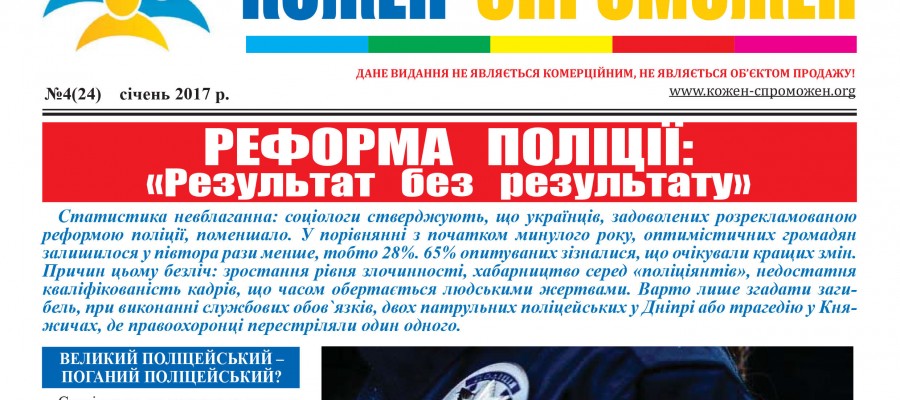 КОЖЕН СПРОМОЖЕН
ДАНЕ ВИДАННЯ НЕ ЯВЛЯЄТЬСЯ КОМЕРЦІЙНИМ, НЕ ЯВЛЯЄТЬСЯ ОБ’ЄКТОМ ПРОДАЖУ!
№4(24) січень 2017 р.
www.кожен-спроможен.org
РЕФОРМА ПОЛІЦІЇ:
«Результат без результату»
Статистика невблаганна: соціологи стверджують, що українців, задоволених розрекламованою
реформою поліції, поменшало. У порівнянні з початком минулого року, оптимістичних громадян
залишилося у півтора рази менше, тобто 28%. 65% опитуваних зізналися, що очікували кращих змін.
Причин цьому безліч: зростання рівня злочинності, хабарництво серед «поліціянтів», недостатня
кваліфікованість кадрів, що часом обертається людськими жертвами. Варто лише згадати заги-
бель, при виконанні службових обов`язків, двох патрульних поліцейських у Дніпрі або трагедію у Кня-
жичах, де правоохоронці перестріляли один одного.
ВЕЛИКИЙ ПОЛІЦЕЙСЬКИЙ –
ПОГАНИЙ ПОЛІЦЕЙСЬКИЙ?